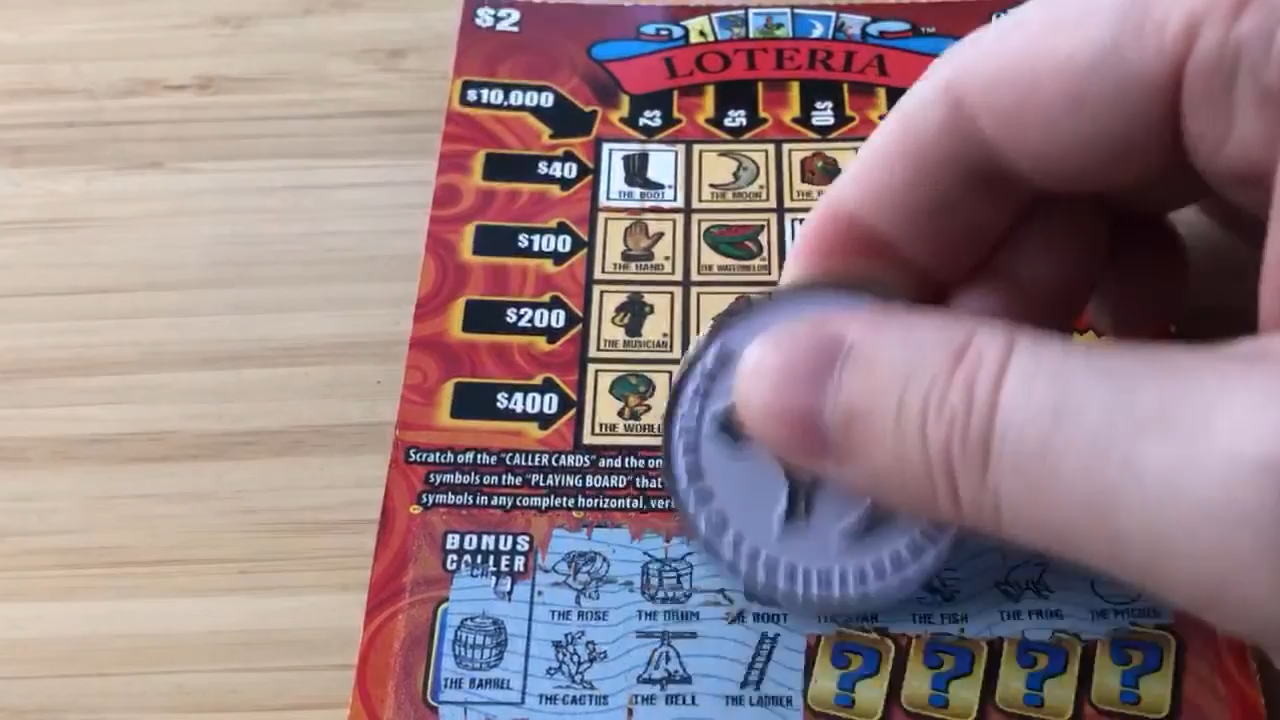 $2
LOTERIA
™
$10,000
$2
$5
$10
$40
THE BOOT
THE MOON
THE
$100
THE HAND
THE WATERMELON
$200
THE MUSICIAN
$400
THE WORLD
Scratch off the "CALLER CARDS" and the
symbols on the "PLAYING BOARD" that
symbols in any complete horizontal,
BONUS
CALLER
THE ROSE
THE DRUM
THE BOOT
THE STAR
THE FISH
THE FROG
THE PITCHER
THE BARREL
THE CACTUS
THE BELL
THE LADDER
? ? ? ?